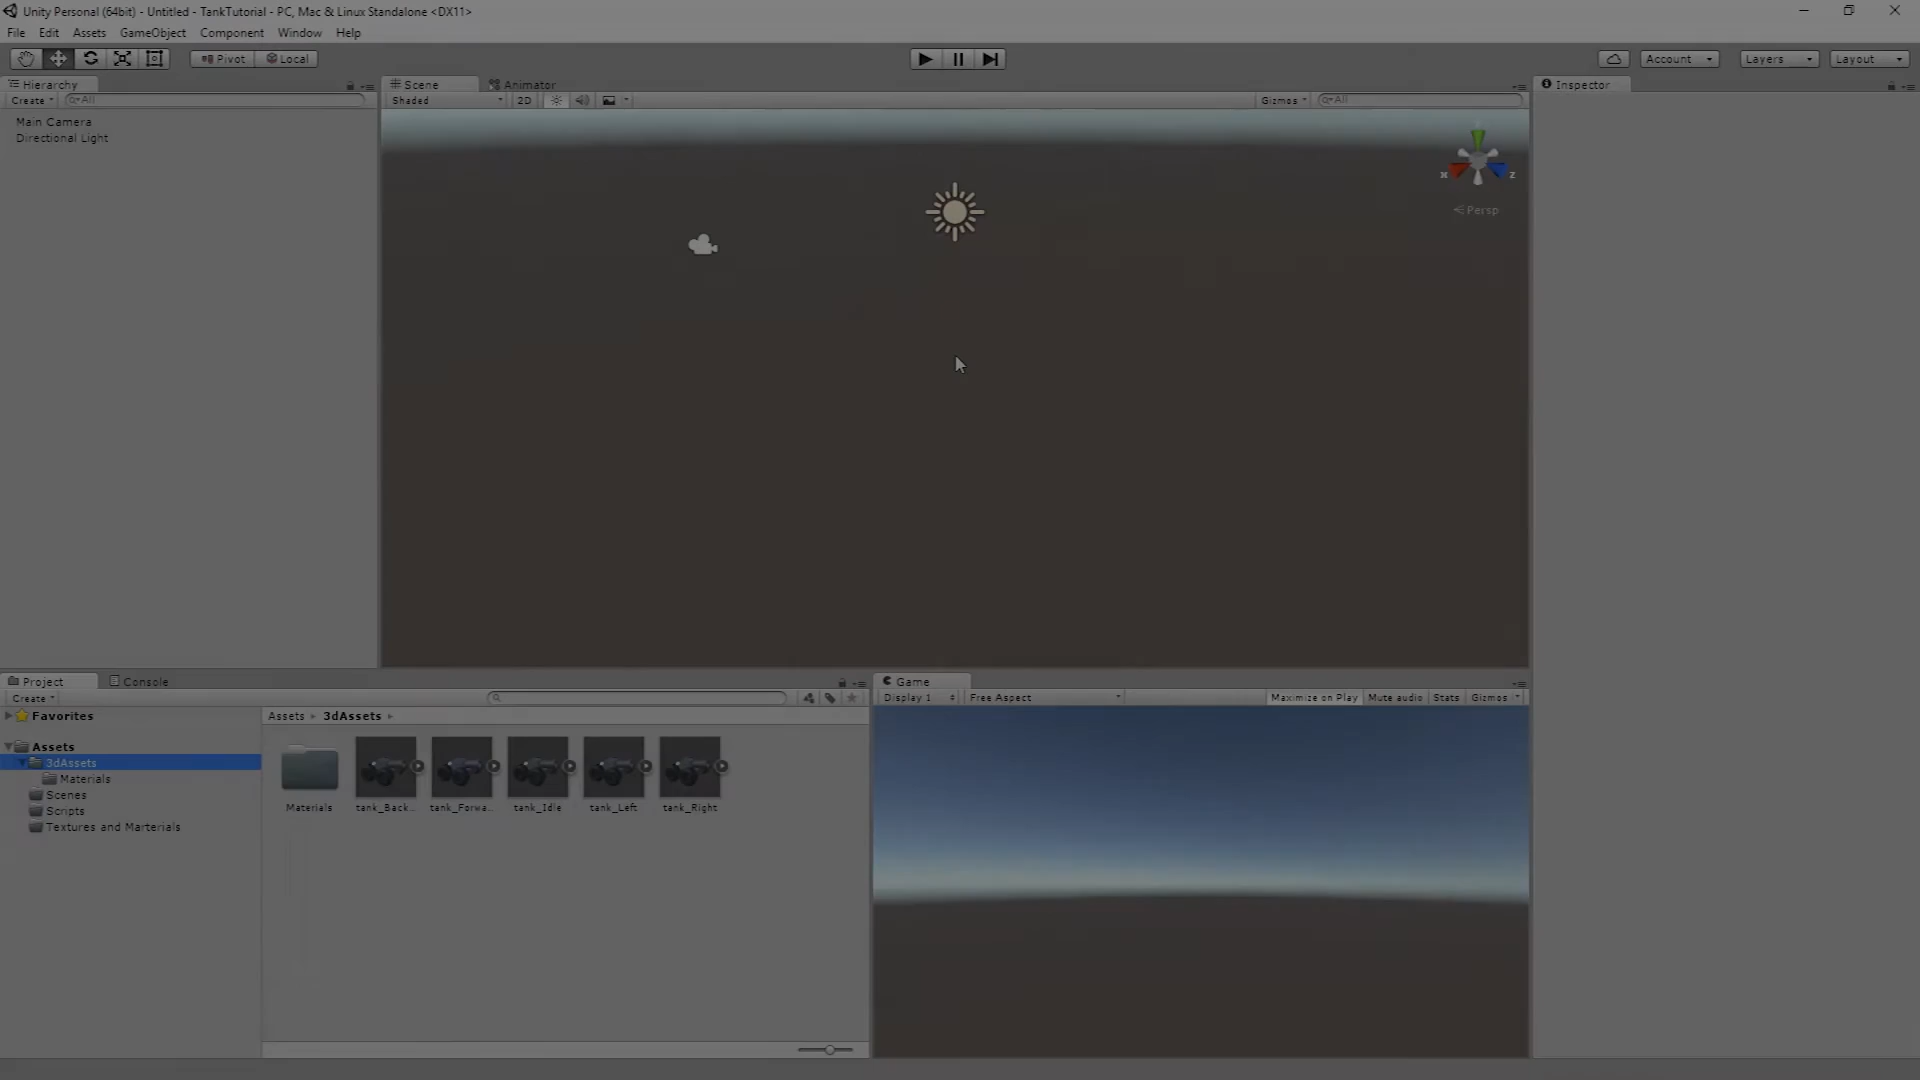 Unity Personal (64bit) - Untitled - TankTutorial - PC, Mac & Linux Standalone <DX11>
File Edit Assets GameObject Component Window Help
Pivot Local Account Layers Layout
Hierarchy
Create All
Main Camera
Directional Light
Scene Animator
Shaded 2D Gizmos All
X Z
Persp
Inspector
Project Console
Create
Favorites
Assets
3dAssets
Materials
Scenes
Scripts
Textures and Marterials
Assets 3dAssets
Materials tank_Back... tank_Forwa... tank_Idle tank_Left tank_Right
Game
Display 1 Free Aspect Maximize on Play Mute audio Stats Gizmos